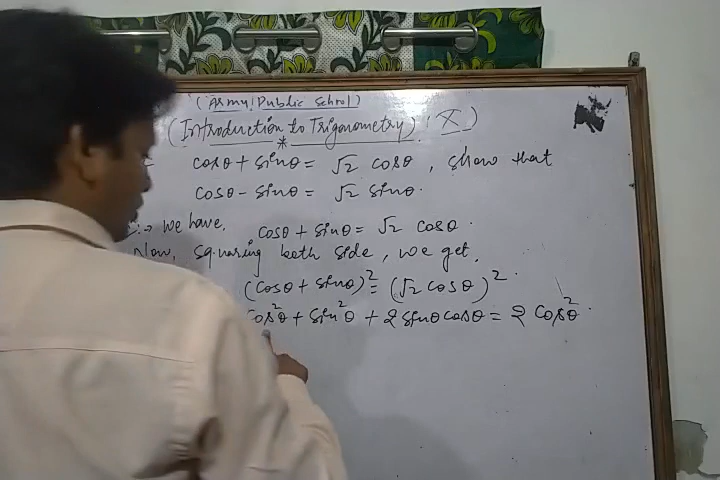 (Army Public School)
(Introduction to Trigonometry) (X)
cosθ + sinθ = √2 cosθ, show that
cosθ - sinθ = √2 sinθ.
:→ We have, cosθ + sinθ = √2 cosθ.
Now, squaring both side, we get,
(cosθ + sinθ)² = (√2 cosθ)².
cos²θ + sin²θ + 2 sinθ cosθ = 2 cos²θ.